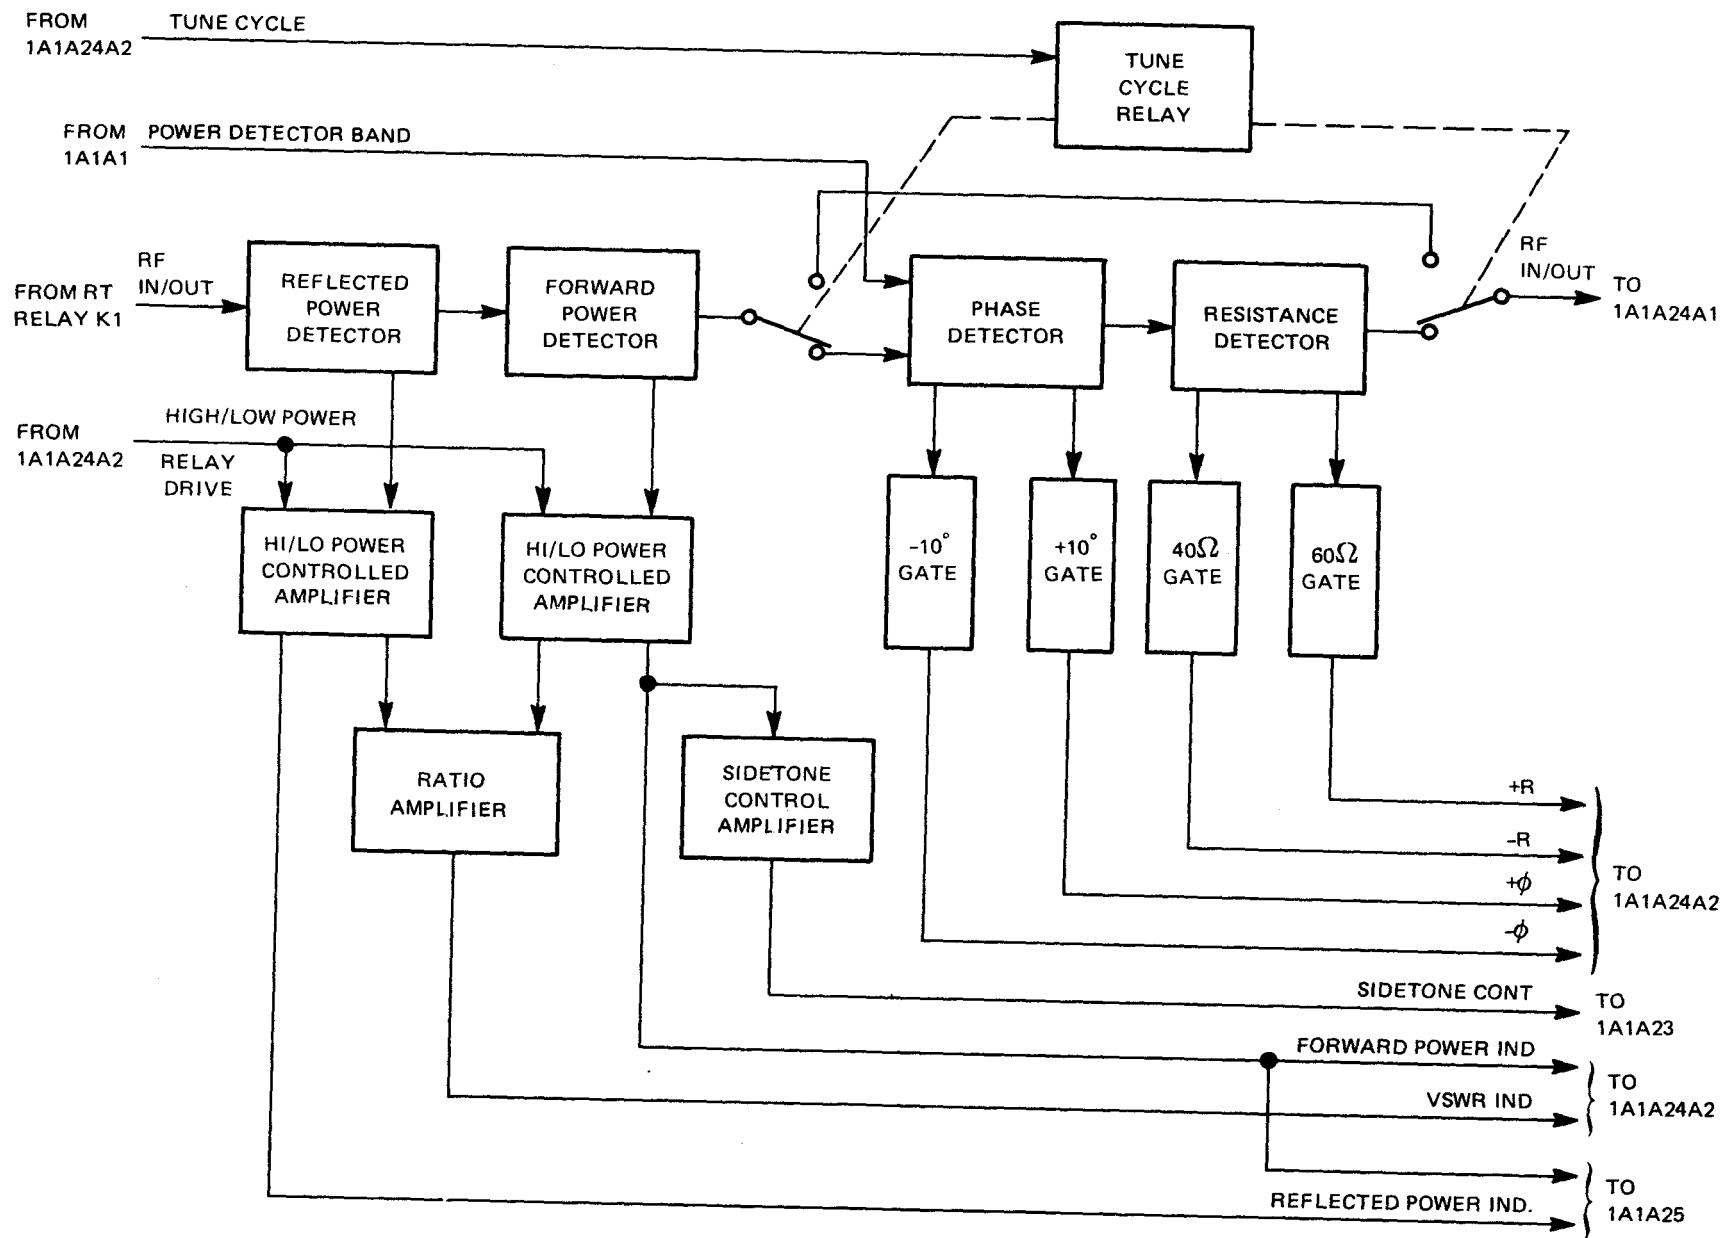 FROM
1A1A24A2
TUNE CYCLE
TUNE
CYCLE
RELAY
FROM
1A1A1
POWER DETECTOR BAND
FROM RT
RELAY K1
RF
IN/OUT
REFLECTED
POWER
DETECTOR
FORWARD
POWER
DETECTOR
PHASE
DETECTOR
RESISTANCE
DETECTOR
RF
IN/OUT
TO
1A1A24A1
FROM
1A1A24A2
HIGH/LOW POWER
RELAY
DRIVE
HI/LO POWER
CONTROLLED
AMPLIFIER
HI/LO POWER
CONTROLLED
AMPLIFIER
–10°
GATE
+10°
GATE
40Ω
GATE
60Ω
GATE
RATIO
AMPLIFIER
SIDETONE
CONTROL
AMPLIFIER
+R
–R
+ϕ
-ϕ
TO
1A1A24A2
SIDETONE CONT
TO
1A1A23
FORWARD POWER IND
VSWR IND
TO
1A1A24A2
REFLECTED POWER IND.
TO
1A1A25